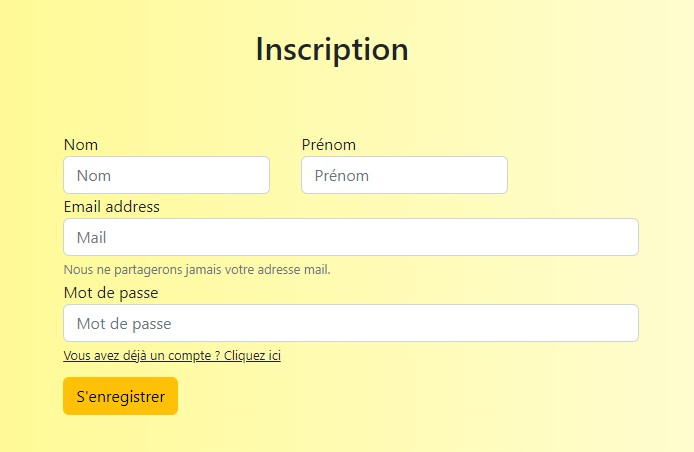 Inscription
Nom Prénom
Nom Prénom
Email address
Mail
Nous ne partagerons jamais votre adresse mail.
Mot de passe
Mot de passe
Vous avez déjà un compte ? Cliquez ici
S'enregistrer